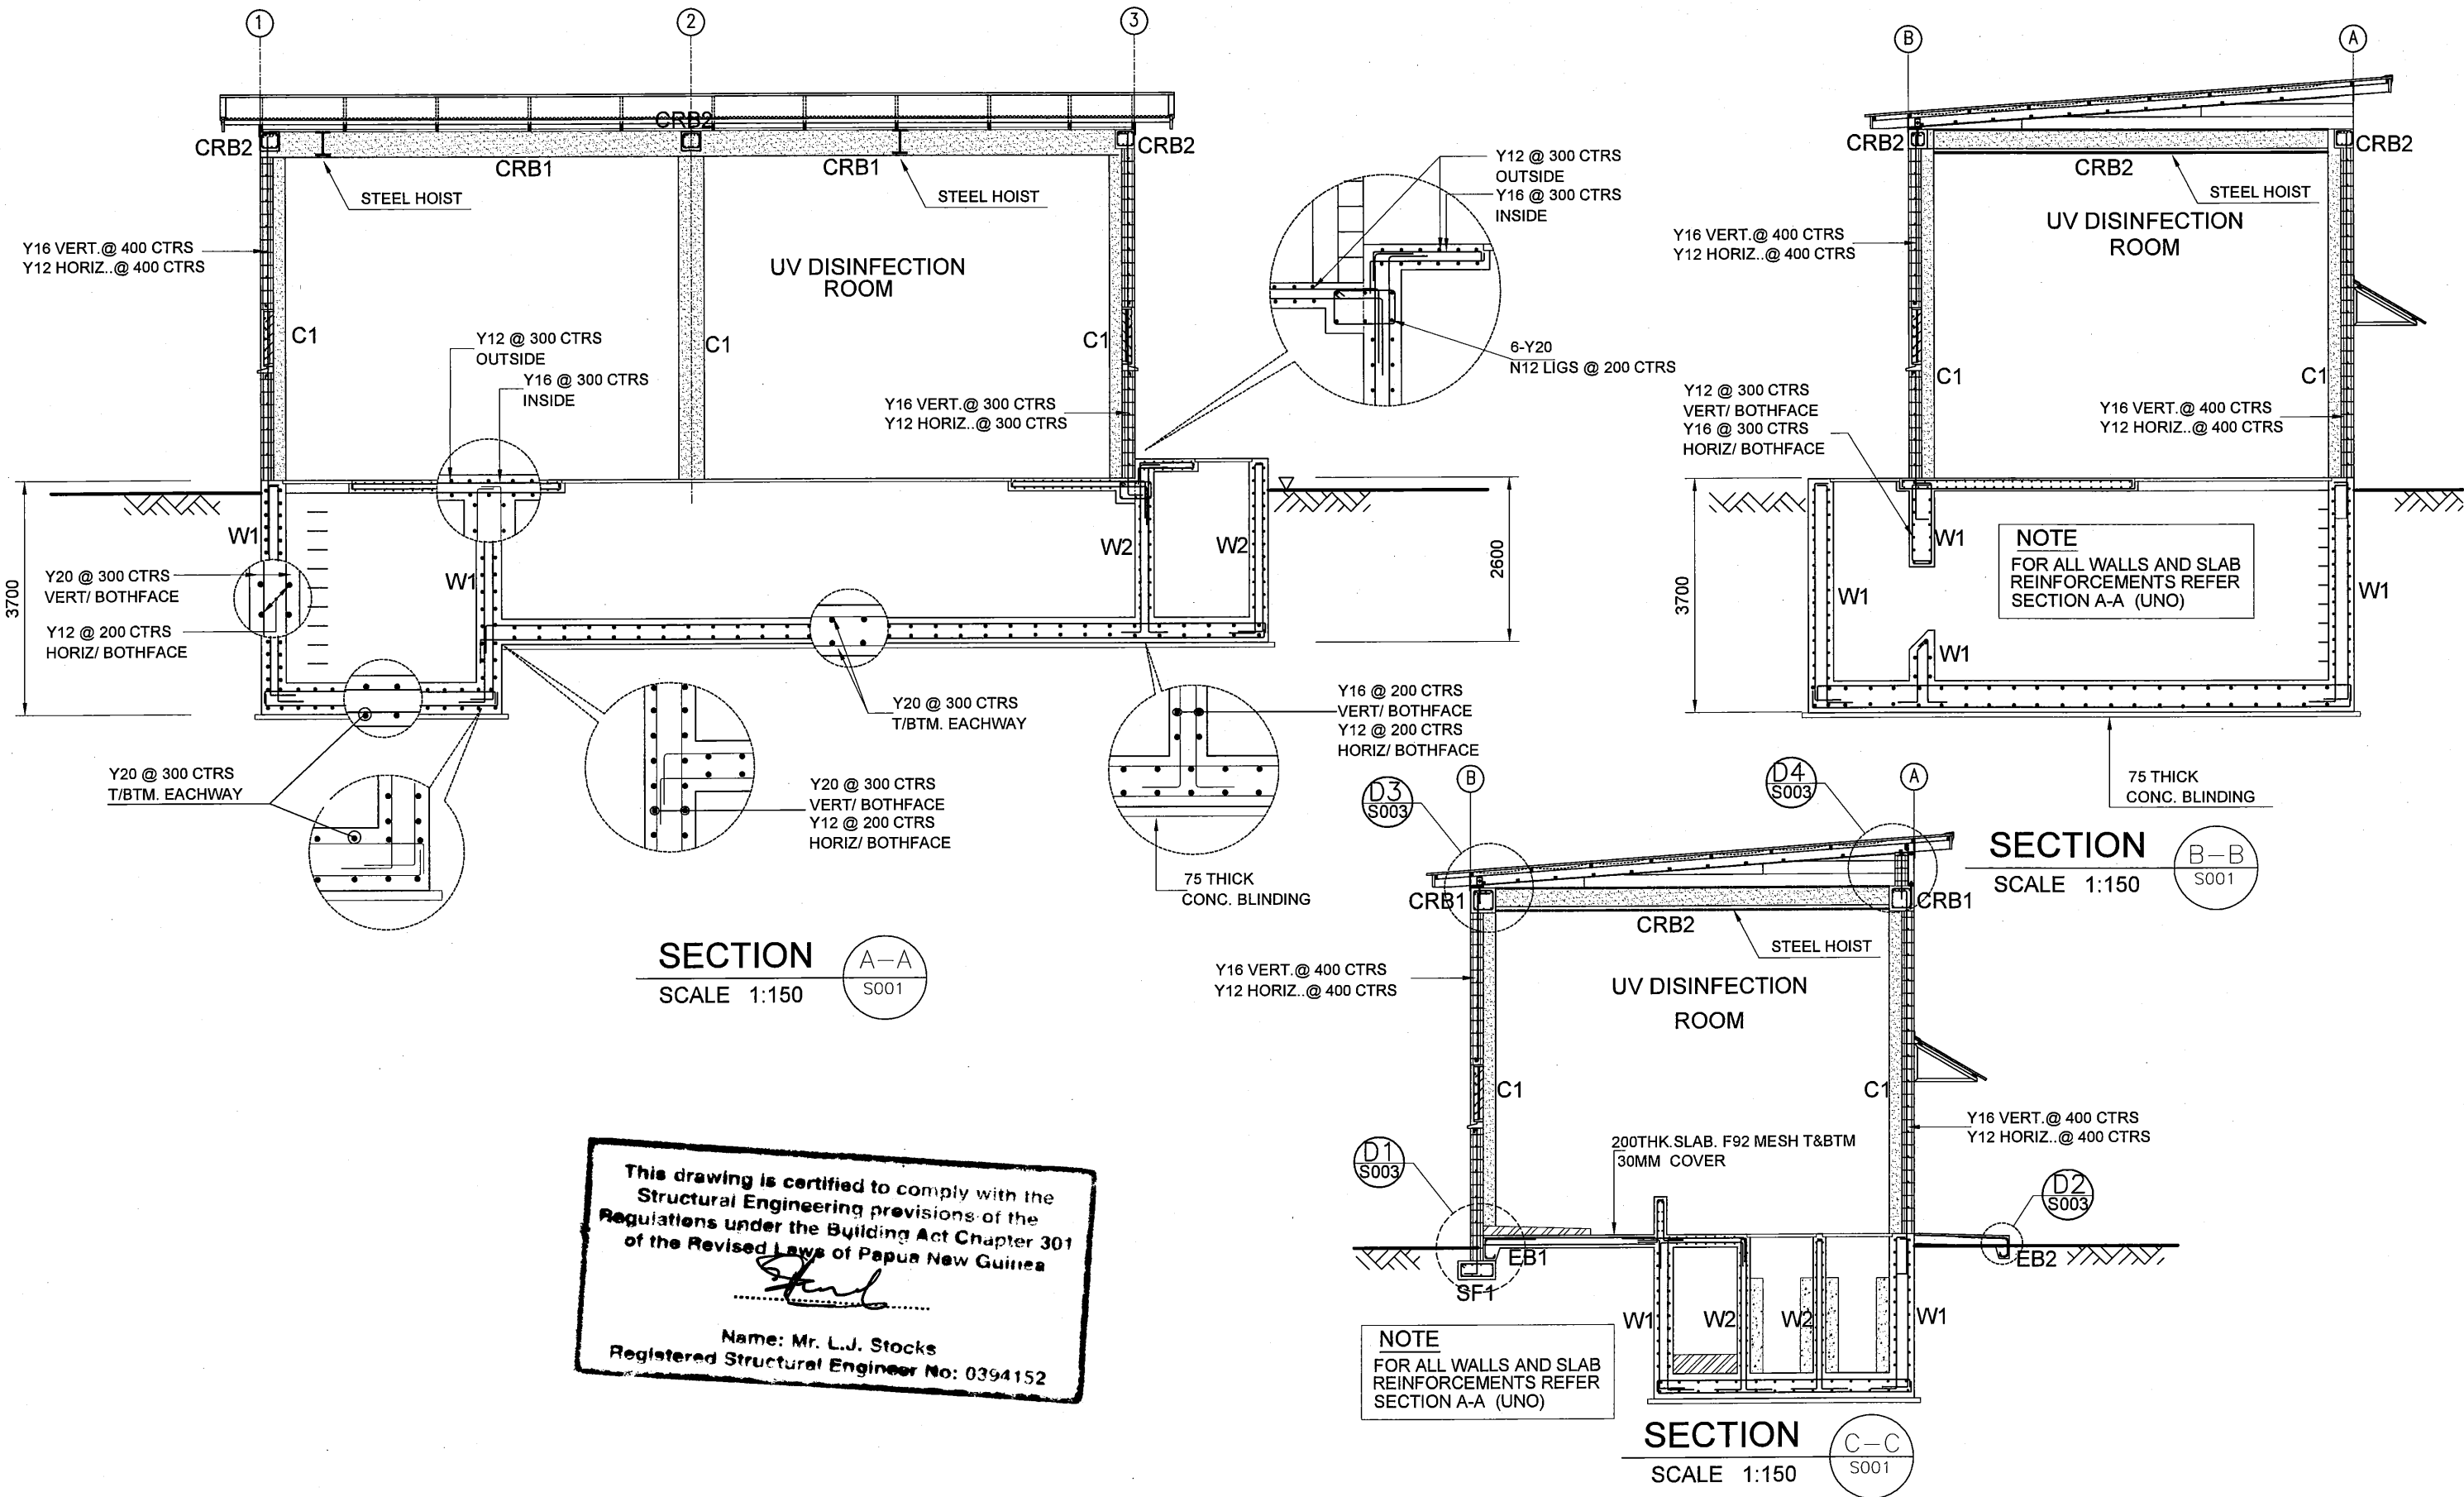 1
2
3
CRB2
CRB2
CRB2
CRB1
CRB1
STEEL HOIST
STEEL HOIST
Y16 VERT.@ 400 CTRS
Y12 HORIZ..@ 400 CTRS
UV DISINFECTION
ROOM
C1
C1
C1
Y12 @ 300 CTRS
OUTSIDE
Y16 @ 300 CTRS
INSIDE
Y16 VERT.@ 300 CTRS
Y12 HORIZ..@ 300 CTRS
Y12 @ 300 CTRS
OUTSIDE
Y16 @ 300 CTRS
INSIDE
6-Y20
N12 LIGS @ 200 CTRS
3700
W1
W1
W2
W2
2600
Y20 @ 300 CTRS
VERT/ BOTHFACE
Y12 @ 200 CTRS
HORIZ/ BOTHFACE
Y20 @ 300 CTRS
T/BTM. EACHWAY
Y20 @ 300 CTRS
T/BTM. EACHWAY
Y20 @ 300 CTRS
VERT/ BOTHFACE
Y12 @ 200 CTRS
HORIZ/ BOTHFACE
Y16 @ 200 CTRS
VERT/ BOTHFACE
Y12 @ 200 CTRS
HORIZ/ BOTHFACE
75 THICK
CONC. BLINDING
SECTION
SCALE 1:150
A-A
S001
B
A
CRB2
CRB2
CRB2
STEEL HOIST
UV DISINFECTION
ROOM
Y16 VERT.@ 400 CTRS
Y12 HORIZ..@ 400 CTRS
C1
C1
Y12 @ 300 CTRS
VERT/ BOTHFACE
Y16 @ 300 CTRS
HORIZ/ BOTHFACE
Y16 VERT.@ 400 CTRS
Y12 HORIZ..@ 400 CTRS
3700
W1
W1
W1
W1
NOTE
FOR ALL WALLS AND SLAB
REINFORCEMENTS REFER
SECTION A-A (UNO)
75 THICK
CONC. BLINDING
SECTION
SCALE 1:150
B-B
S001
D3
S003
B
D4
S003
A
CRB1
CRB1
CRB2
STEEL HOIST
Y16 VERT.@ 400 CTRS
Y12 HORIZ..@ 400 CTRS
UV DISINFECTION
ROOM
C1
C1
Y16 VERT.@ 400 CTRS
Y12 HORIZ..@ 400 CTRS
200THK.SLAB. F92 MESH T&BTM
30MM COVER
D1
S003
D2
S003
EB1
EB2
SF1
W1
W2
W2
W1
NOTE
FOR ALL WALLS AND SLAB
REINFORCEMENTS REFER
SECTION A-A (UNO)
SECTION
SCALE 1:150
C-C
S001
This drawing is certified to comply with the
Structural Engineering provisions of the
Regulations under the Building Act Chapter 301
of the Revised Laws of Papua New Guinea
Name: Mr. L.J. Stocks
Registered Structural Engineer No: 0394152